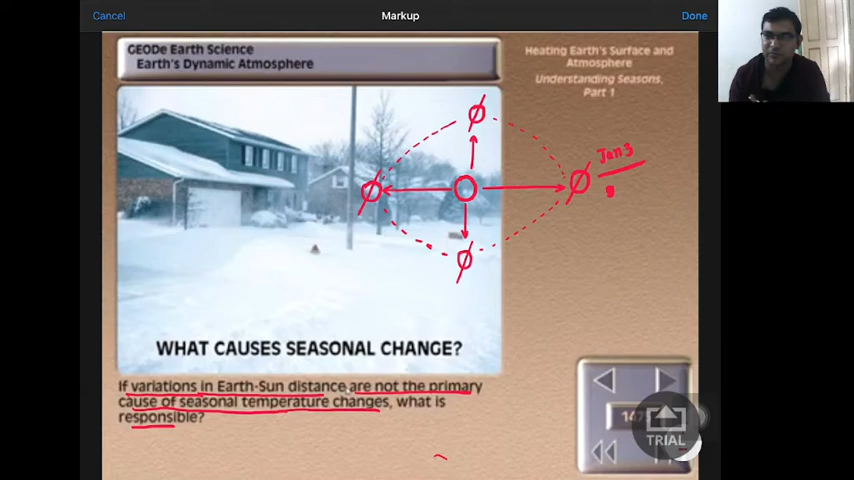 Cancel
Markup
Done
GEODe Earth Science
Earth's Dynamic Atmosphere
Heating Earth's Surface and
Atmosphere
Understanding Seasons,
Part 1
Jan 3
WHAT CAUSES SEASONAL CHANGE?
If variations in Earth-Sun distance are not the primary
cause of seasonal temperature changes, what is
responsible?
TRIAL